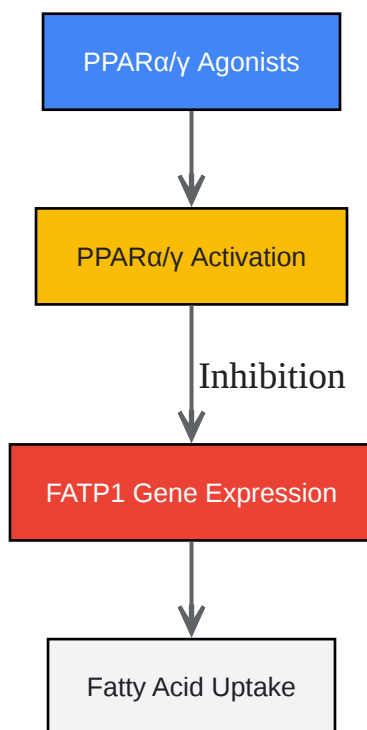 PPARα/γ Agonists
PPARα/γ Activation
Inhibition
FATP1 Gene Expression
Fatty Acid Uptake